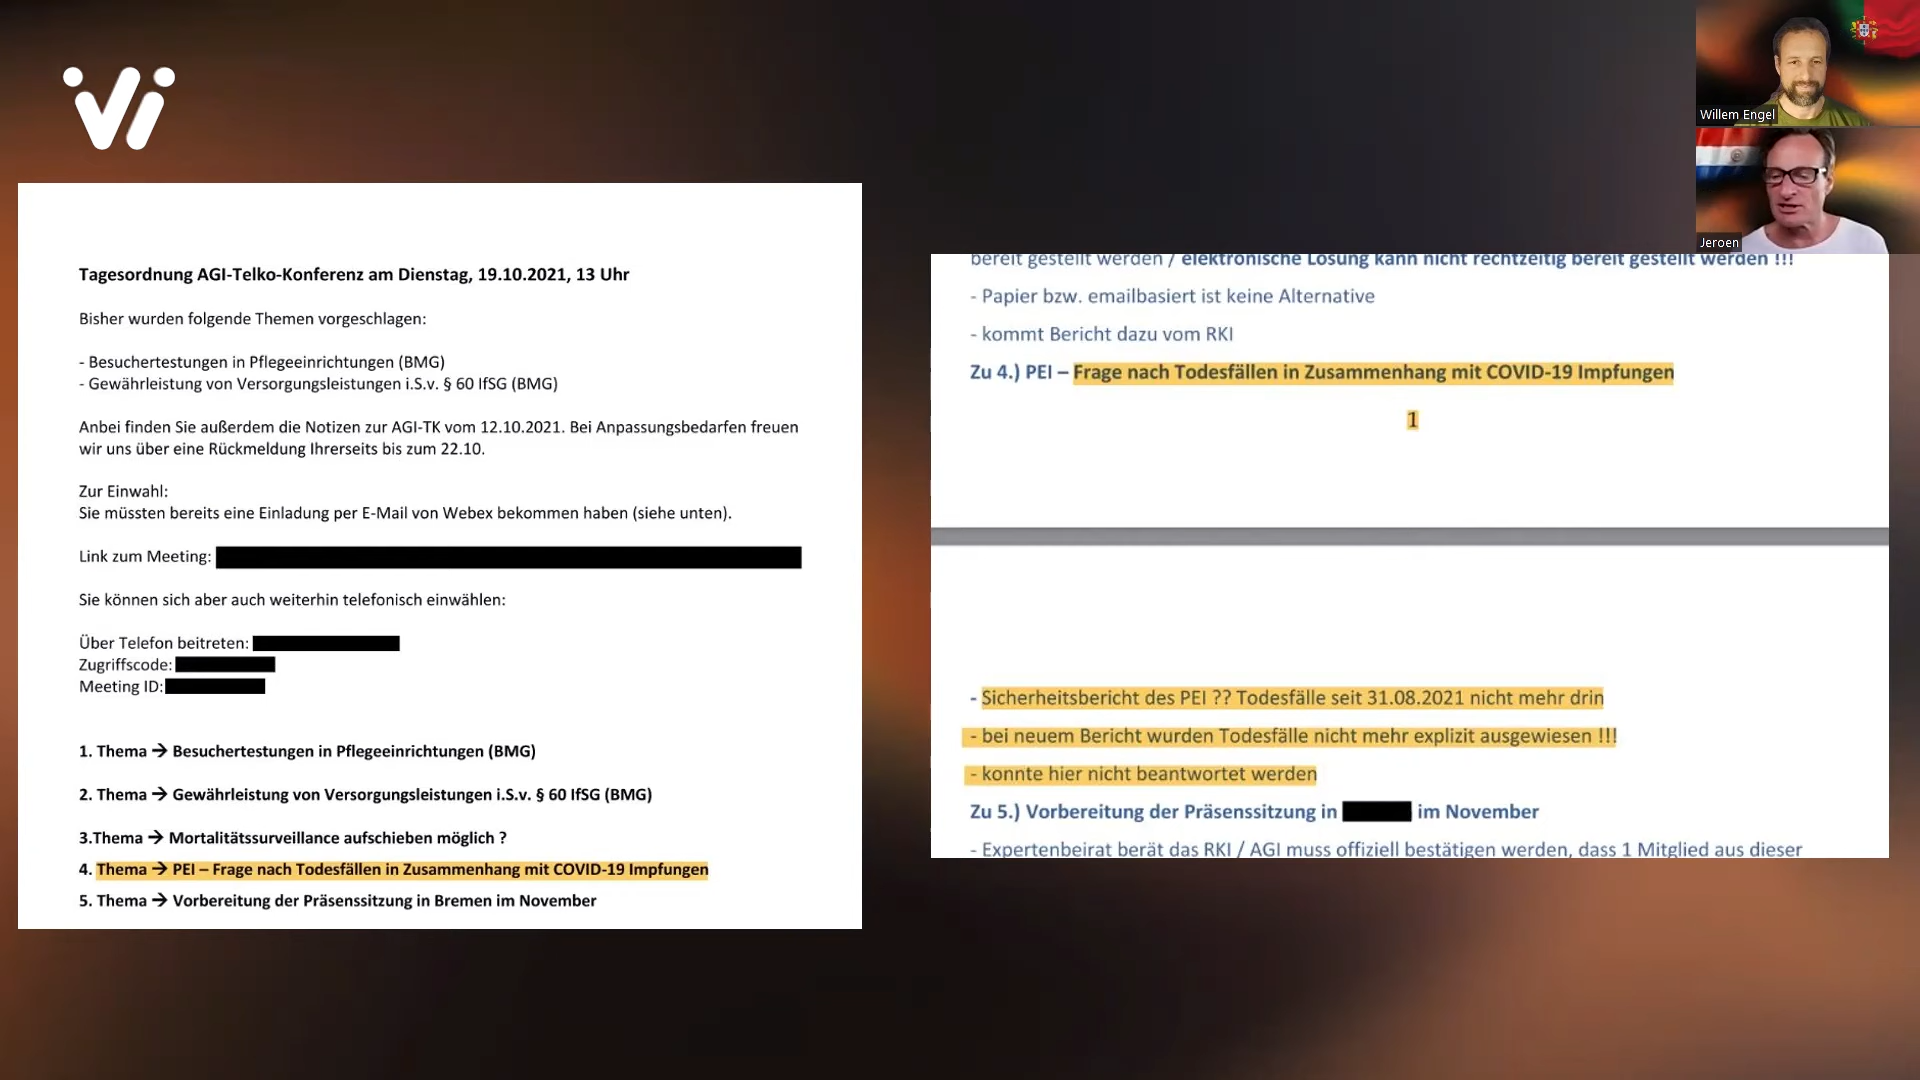 Vi
Willem Engel
Jeroen
Tagesordnung AGI-Telko-Konferenz am Dienstag, 19.10.2021, 13 Uhr
Bisher wurden folgende Themen vorgeschlagen:
- Besuchertestungen in Pflegeeinrichtungen (BMG)
- Gewährleistung von Versorgungsleistungen i.S.v. § 60 IfSG (BMG)
Anbei finden Sie außerdem die Notizen zur AGI-TK vom 12.10.2021. Bei Anpassungsbedarfen freuen
wir uns über eine Rückmeldung Ihrerseits bis zum 22.10.
Zur Einwahl:
Sie müssten bereits eine Einladung per E-Mail von Webex bekommen haben (siehe unten).
Link zum Meeting:
Sie können sich aber auch weiterhin telefonisch einwählen:
Über Telefon beitreten:
Zugriffscode:
Meeting ID:
1. Thema → Besuchertestungen in Pflegeeinrichtungen (BMG)
2. Thema → Gewährleistung von Versorgungsleistungen i.S.v. § 60 IfSG (BMG)
3.Thema → Mortalitätssurveillance aufschieben möglich ?
4. Thema → PEI – Frage nach Todesfällen in Zusammenhang mit COVID-19 Impfungen
5. Thema → Vorbereitung der Präsenssitzung in Bremen im November
bereit gestellt werden / elektronische Lösung kann nicht rechtzeitig bereit gestellt werden !!!
- Papier bzw. emailbasiert ist keine Alternative
- kommt Bericht dazu vom RKI
Zu 4.) PEI – Frage nach Todesfällen in Zusammenhang mit COVID-19 Impfungen
1
- Sicherheitsbericht des PEI ?? Todesfälle seit 31.08.2021 nicht mehr drin
- bei neuem Bericht wurden Todesfälle nicht mehr explizit ausgewiesen !!!
- konnte hier nicht beantwortet werden
Zu 5.) Vorbereitung der Präsenssitzung in im November
- Expertenbeirat berät das RKI / AGI muss offiziell bestätigen werden, dass 1 Mitglied aus dieser